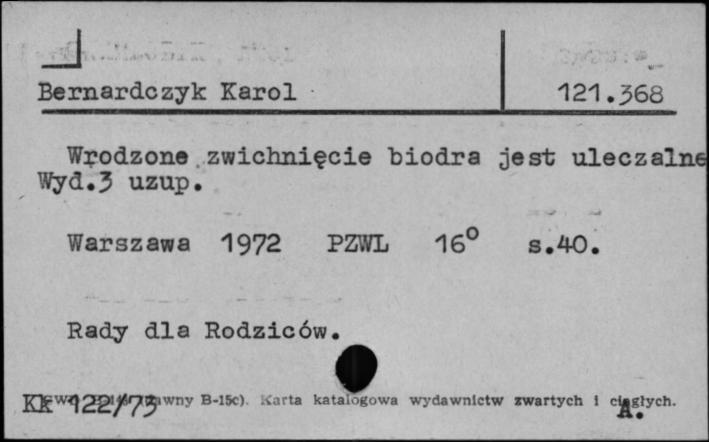 Bernardczyk Karol 121.368
Wrodzone zwichnięcie biodra jest uleczalne
Wyd.3 uzup.
Warszawa 1972 PZWL 16° s.40.
Rady dla Rodziców.
Kk 122/73 B-15c). Karta katalogowa wydawnictw zwartych i ciągłych.
A.